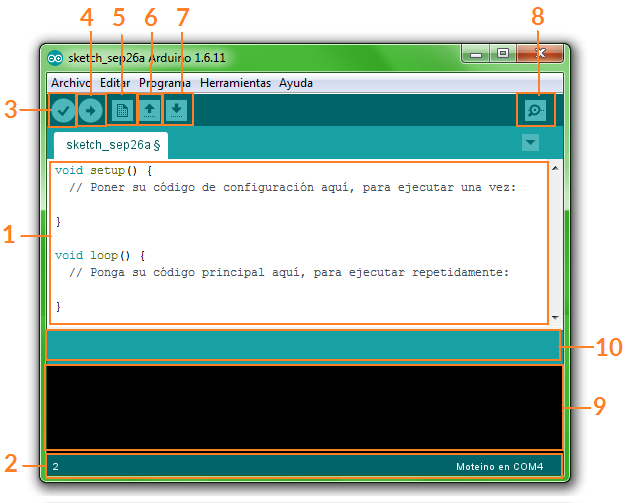 4 5 6 7 8
sketch_sep26a Arduino 1.6.11
Archivo Editar Programa Herramientas Ayuda
3
sketch_sep26a §
void setup() {
// Poner su código de configuración aquí, para ejecutar una vez:
}
1
void loop() {
// Ponga su código principal aquí, para ejecutar repetidamente:
}
10
9
2
2 Moteino en COM4